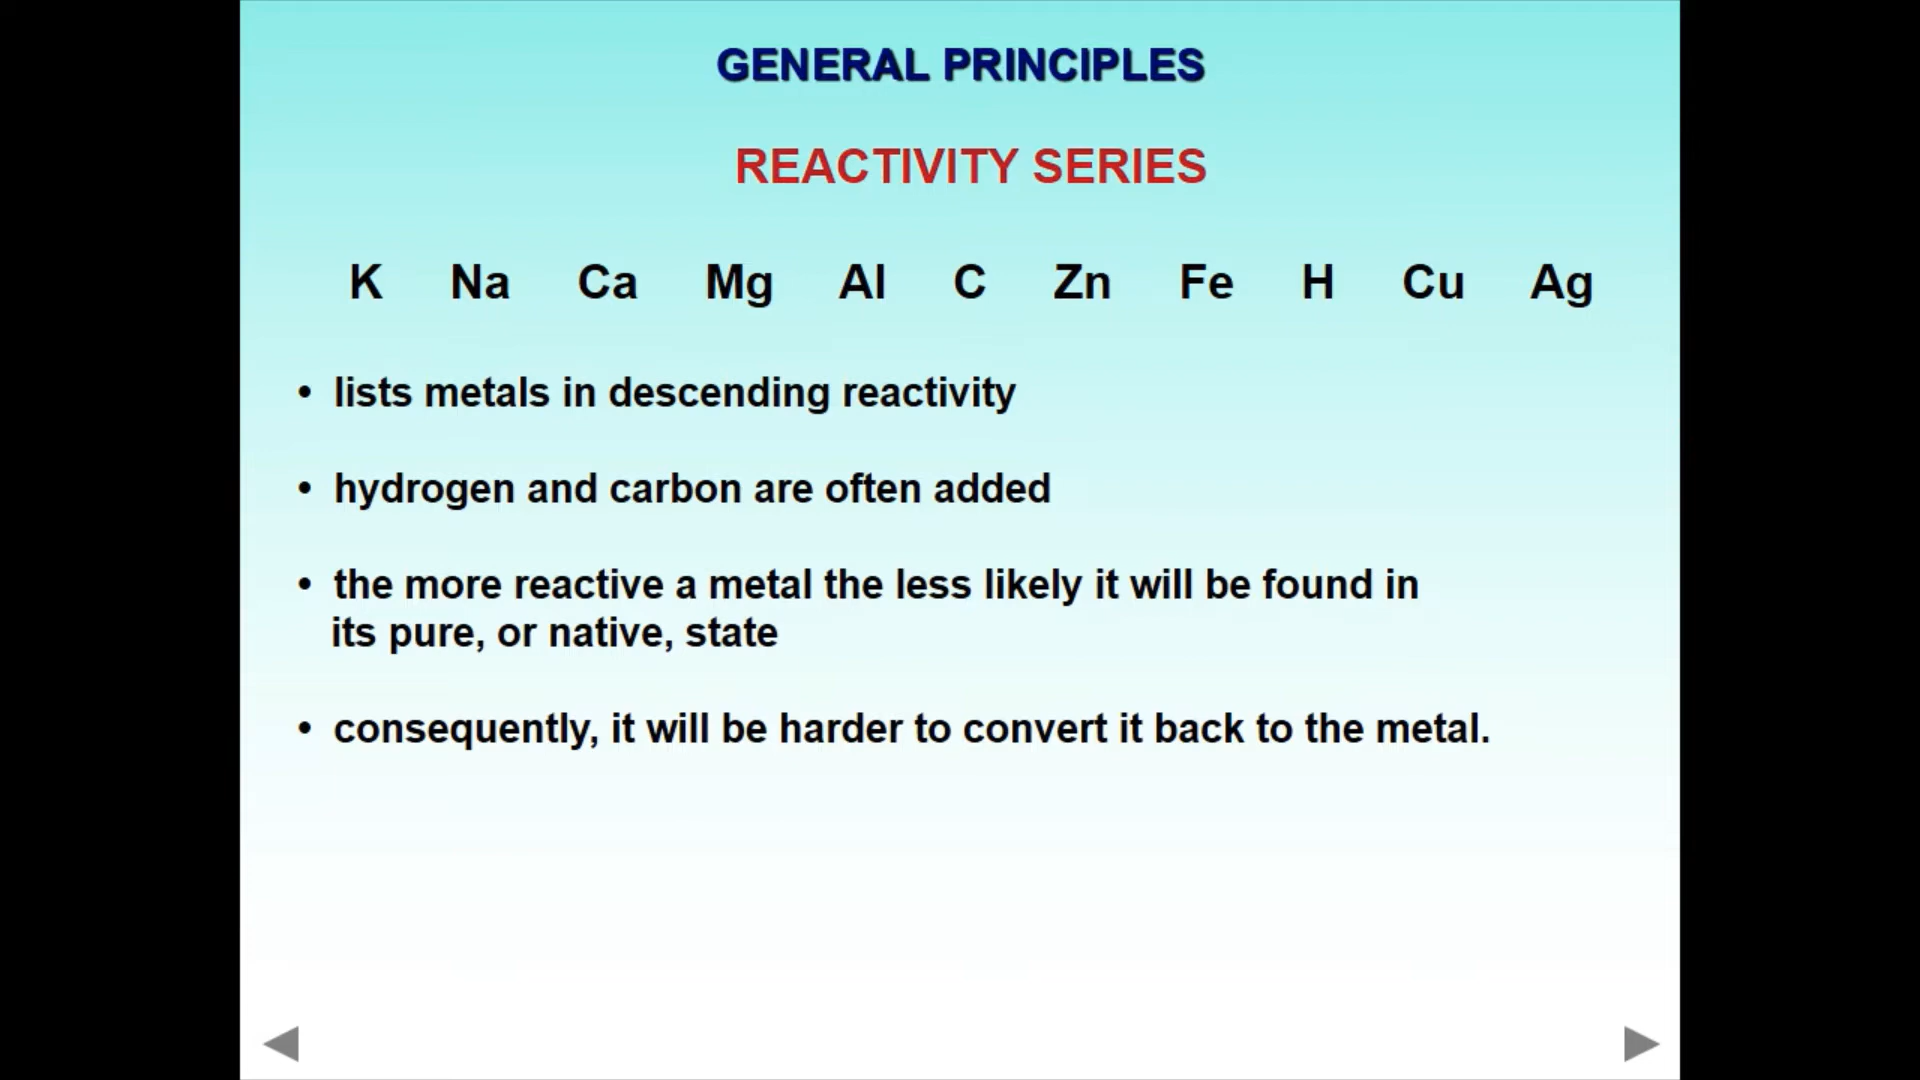 GENERAL PRINCIPLES
REACTIVITY SERIES
K Na Ca Mg Al C Zn Fe H Cu Ag
• lists metals in descending reactivity
• hydrogen and carbon are often added
• the more reactive a metal the less likely it will be found in
its pure, or native, state
• consequently, it will be harder to convert it back to the metal.